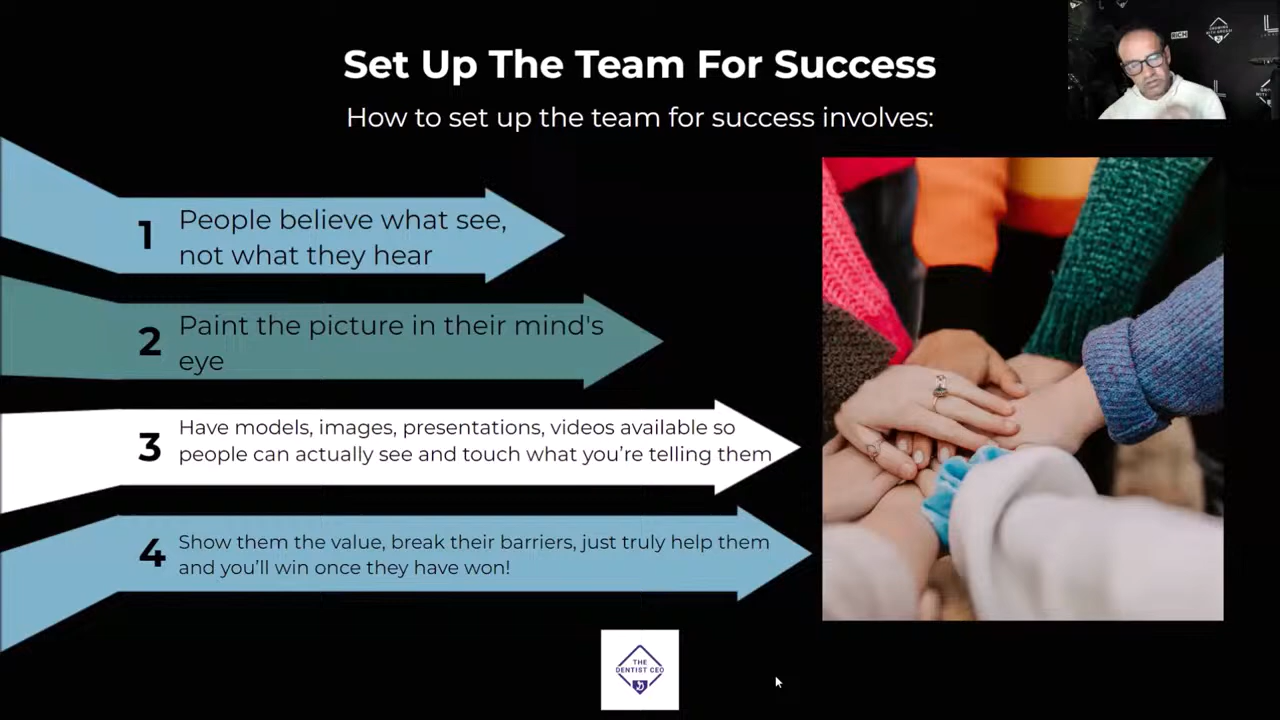 Set Up The Team For Success
How to set up the team for success involves:
1 People believe what see,
not what they hear
2 Paint the picture in their mind's
eye
3 Have models, images, presentations, videos available so
people can actually see and touch what you’re telling them
4 Show them the value, break their barriers, just truly help them
and you’ll win once they have won!
THE
DENTIST CEO
RICH